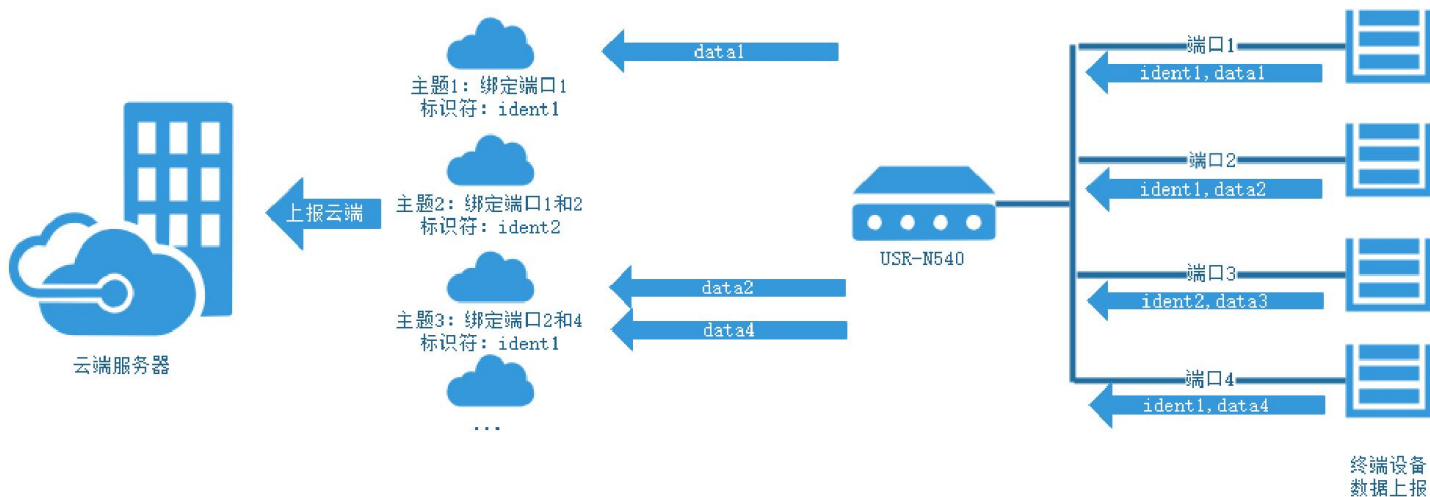 data1
主题1: 绑定端口1
标识符: ident1
主题2: 绑定端口1和2
标识符: ident2
上报云端
data2
主题3: 绑定端口2和4
标识符: ident1
data4
...
云端服务器
USR-N540
端口1
ident1,data1
端口2
ident1,data2
端口3
ident2,data3
端口4
ident1,data4
终端设备
数据上报